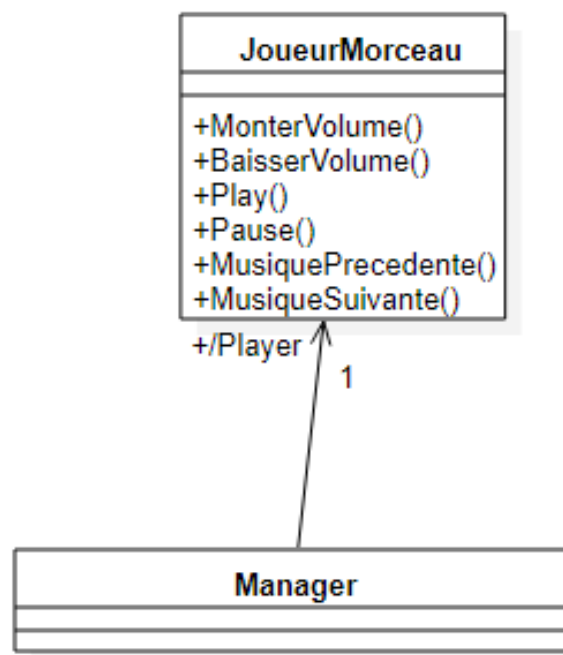 JoueurMorceau
+MonterVolume()
+BaisserVolume()
+Play()
+Pause()
+MusiquePrecedente()
+MusiqueSuivante()
+/Player
1
Manager